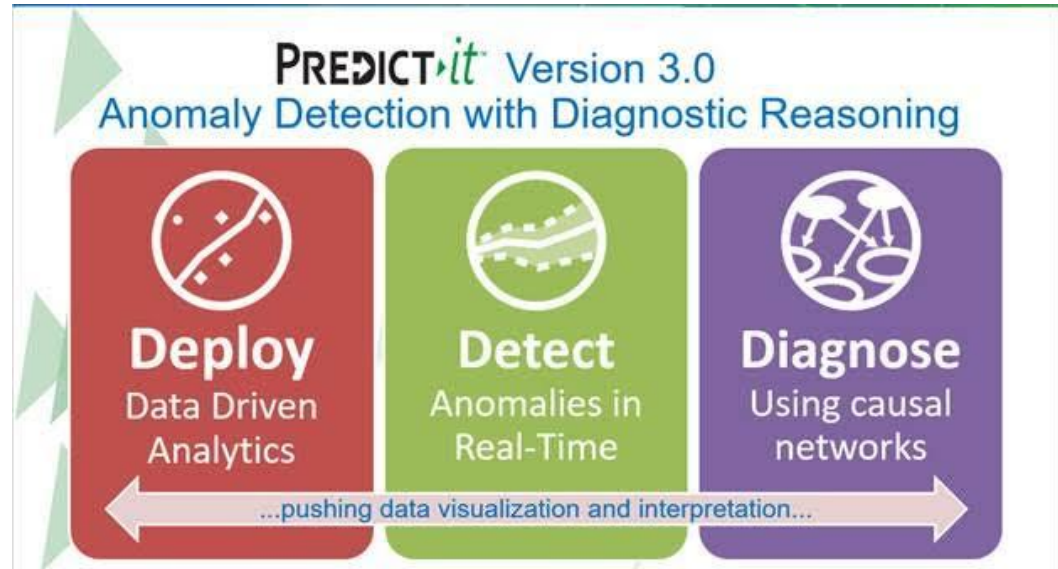 PREDICT it™ Version 3.0
Anomaly Detection with Diagnostic Reasoning
Deploy
Data Driven
Analytics
Detect
Anomalies in
Real-Time
Diagnose
Using causal
networks
...pushing data visualization and interpretation...